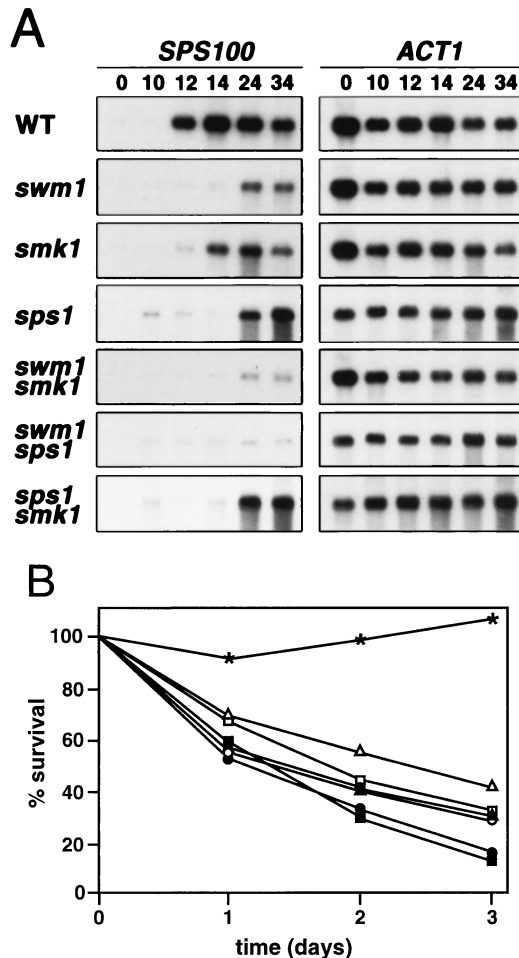 A
SPS100 ACT1
0 10 12 14 24 34 0 10 12 14 24 34
WT
swm1
smk1
sps1
swm1
smk1
swm1
sps1
sps1
smk1
B
100
80
60
40
20
0
% survival
0 1 2 3
time (days)